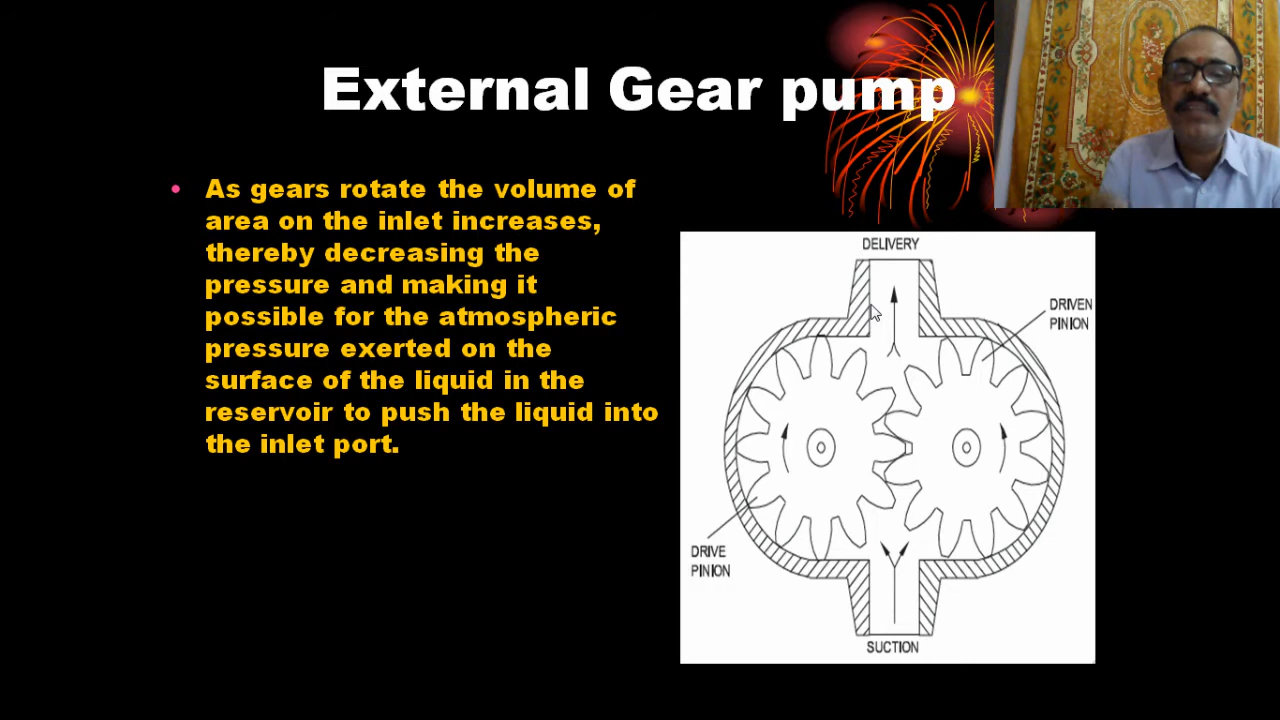 External Gear pump
• As gears rotate the volume of
area on the inlet increases,
thereby decreasing the
pressure and making it
possible for the atmospheric
pressure exerted on the
surface of the liquid in the
reservoir to push the liquid into
the inlet port.
DELIVERY
DRIVEN
PINION
DRIVE
PINION
SUCTION